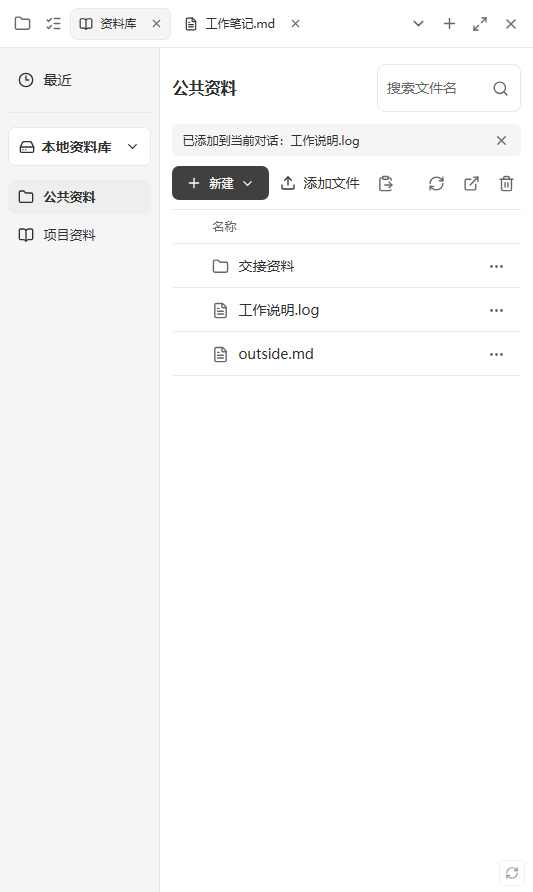 资料库
工作笔记.md
最近
本地资料库
公共资料
项目资料
公共资料
搜索文件名
已添加到当前对话：工作说明.log
新建
添加文件
名称
交接资料
工作说明.log
outside.md